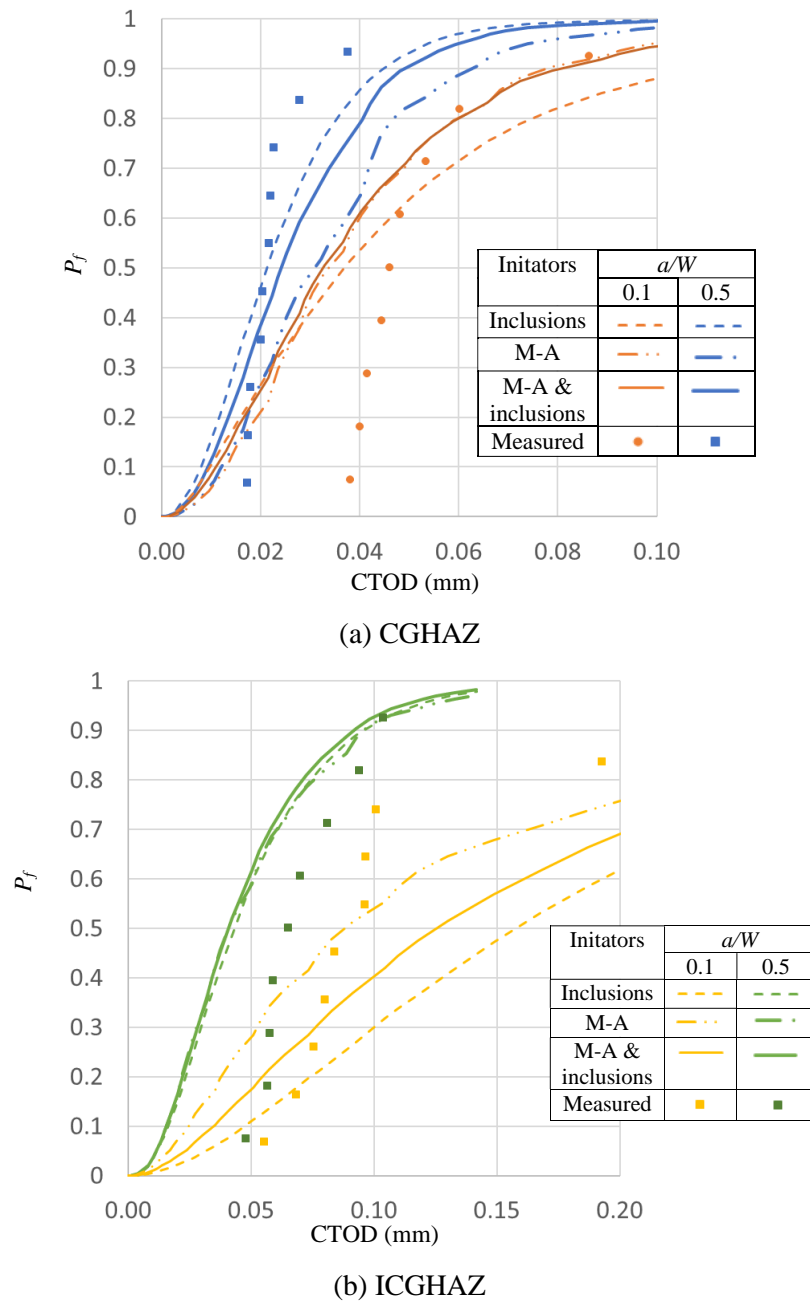 1
0.9
0.8
0.7
0.6
0.5
0.4
0.3
0.2
0.1
0
P_f
0.00 0.02 0.04 0.06 0.08 0.10
CTOD (mm)
Initators a/W
0.1 0.5
Inclusions
M-A
M-A &
inclusions
Measured
(a) CGHAZ
1
0.9
0.8
0.7
0.6
0.5
0.4
0.3
0.2
0.1
0
P_f
0.00 0.05 0.10 0.15 0.20
CTOD (mm)
Initators a/W
0.1 0.5
Inclusions
M-A
M-A &
inclusions
Measured
(b) ICGHAZ